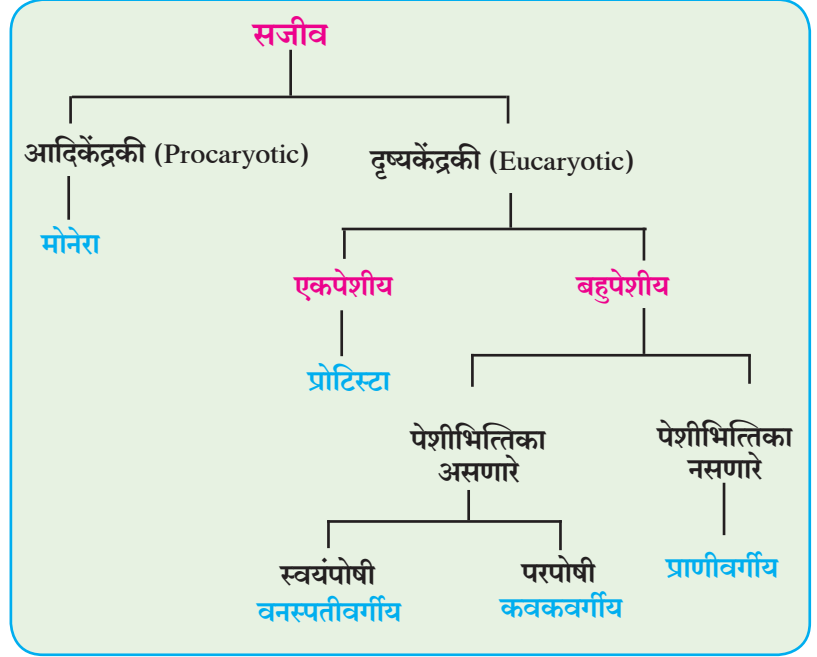 सजीव
आदिकेंद्रकी (Procaryotic)
दृष्यकेंद्रकी (Eucaryotic)
मोनेरा
एकपेशीय
बहुपेशीय
प्रोटिस्टा
पेशीभित्तिका
असणारे
पेशीभित्तिका
नसणारे
स्वयंपोषी
वनस्पतीवर्गीय
परपोषी
कवकवर्गीय
प्राणीवर्गीय